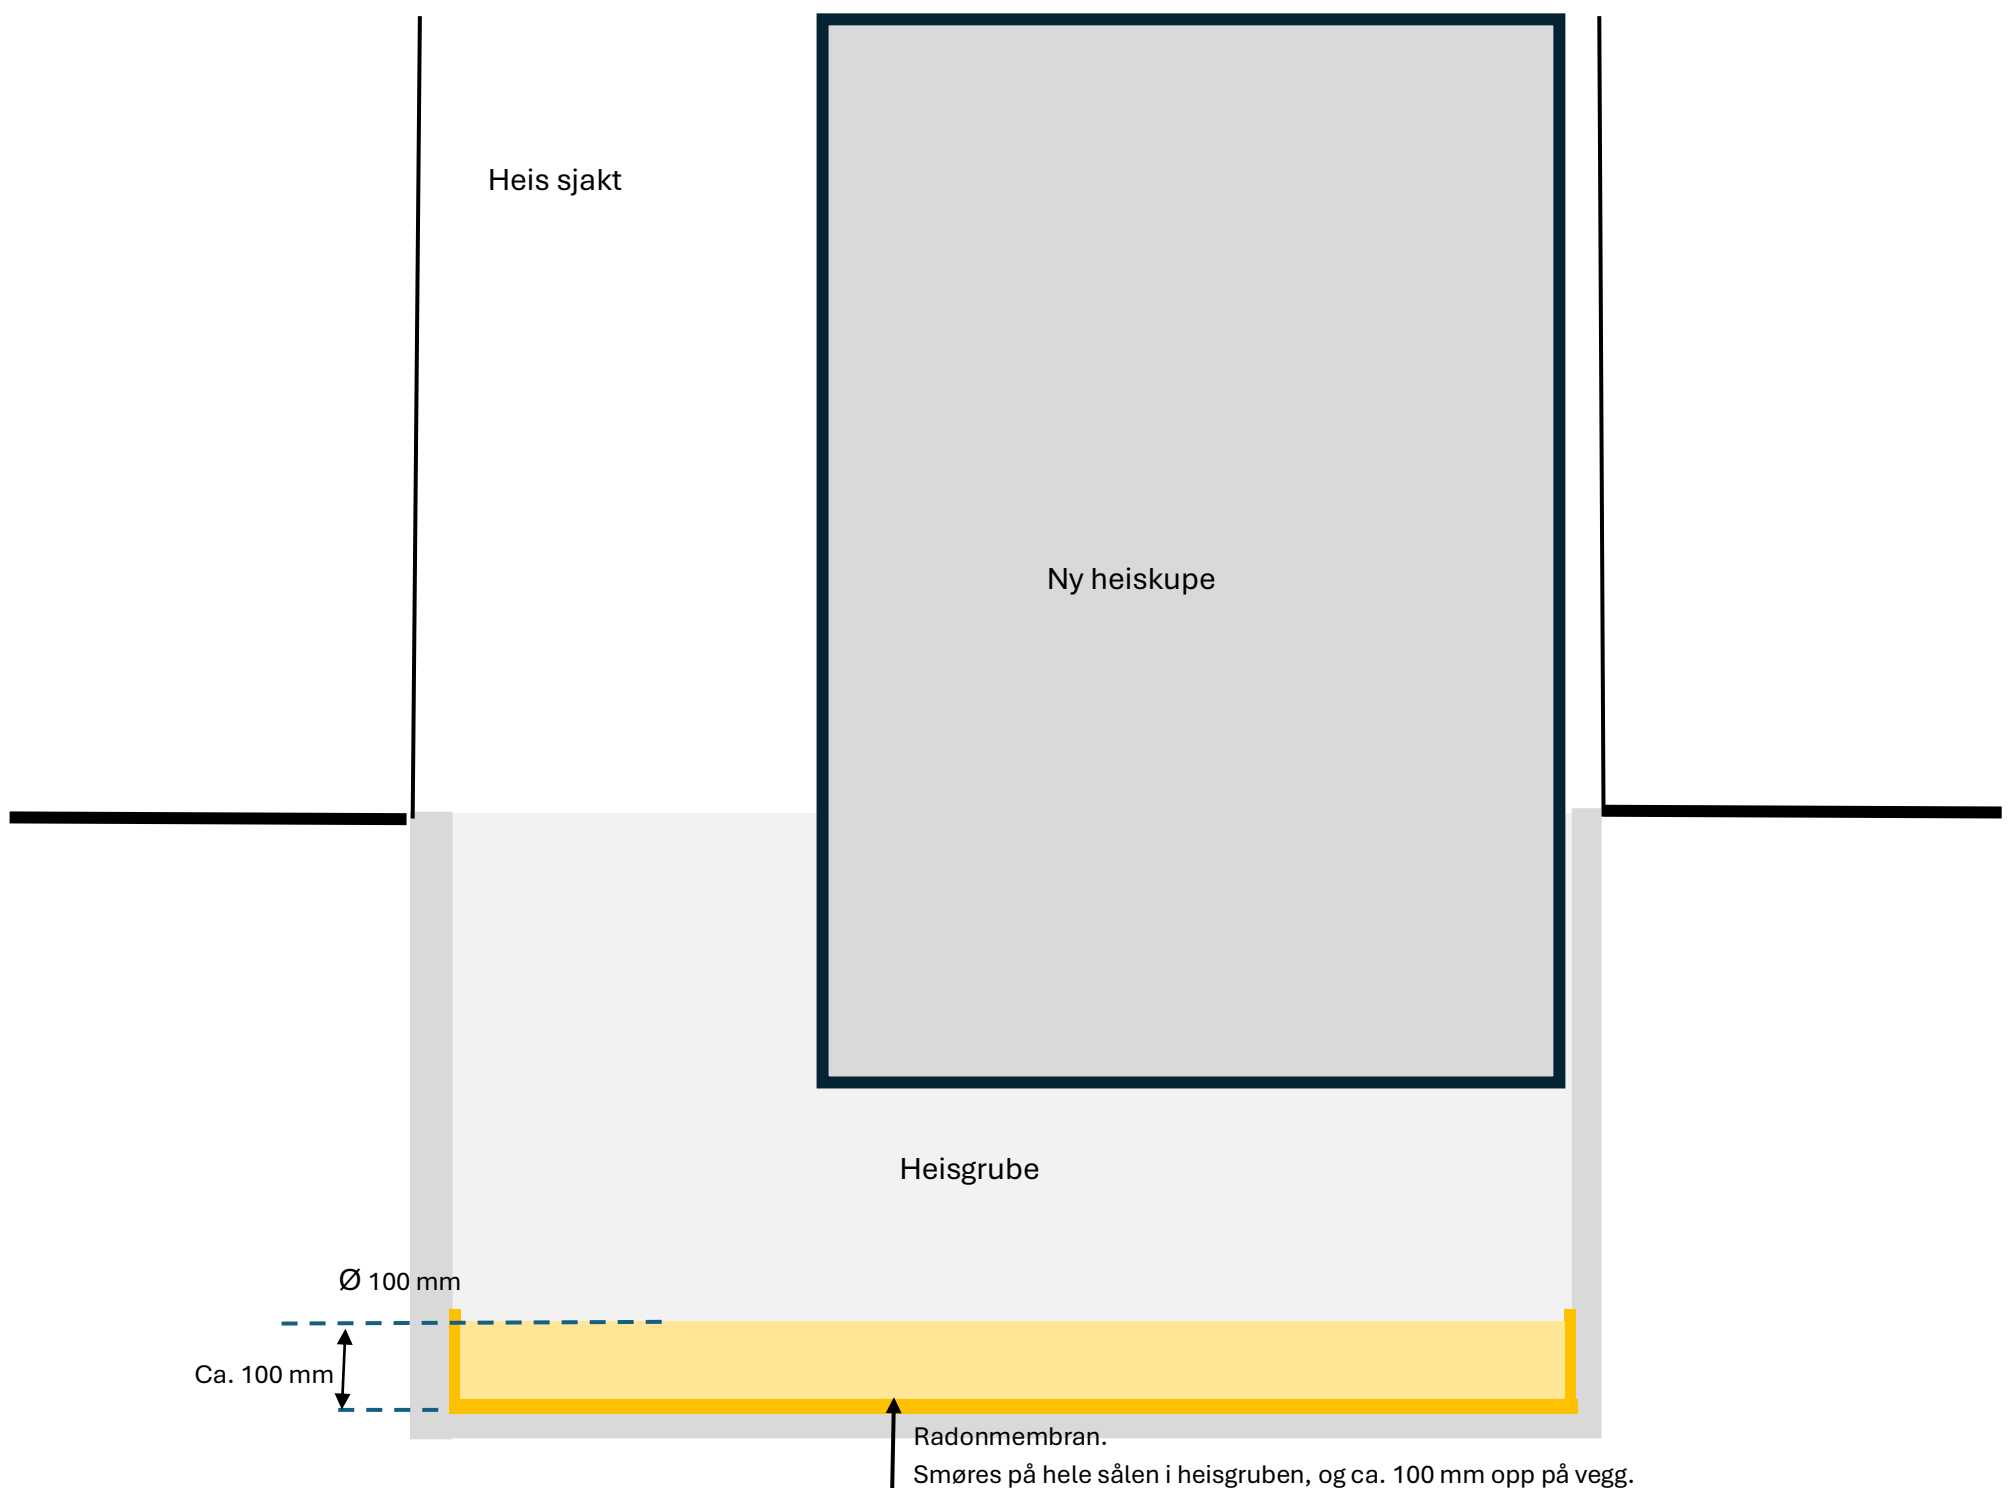 Heis sjakt
Ny heiskupe
Heisgrube
Ø 100 mm
Ca. 100 mm
Radonmembran.
Smøres på hele sålen i heisgruben, og ca. 100 mm opp på vegg.